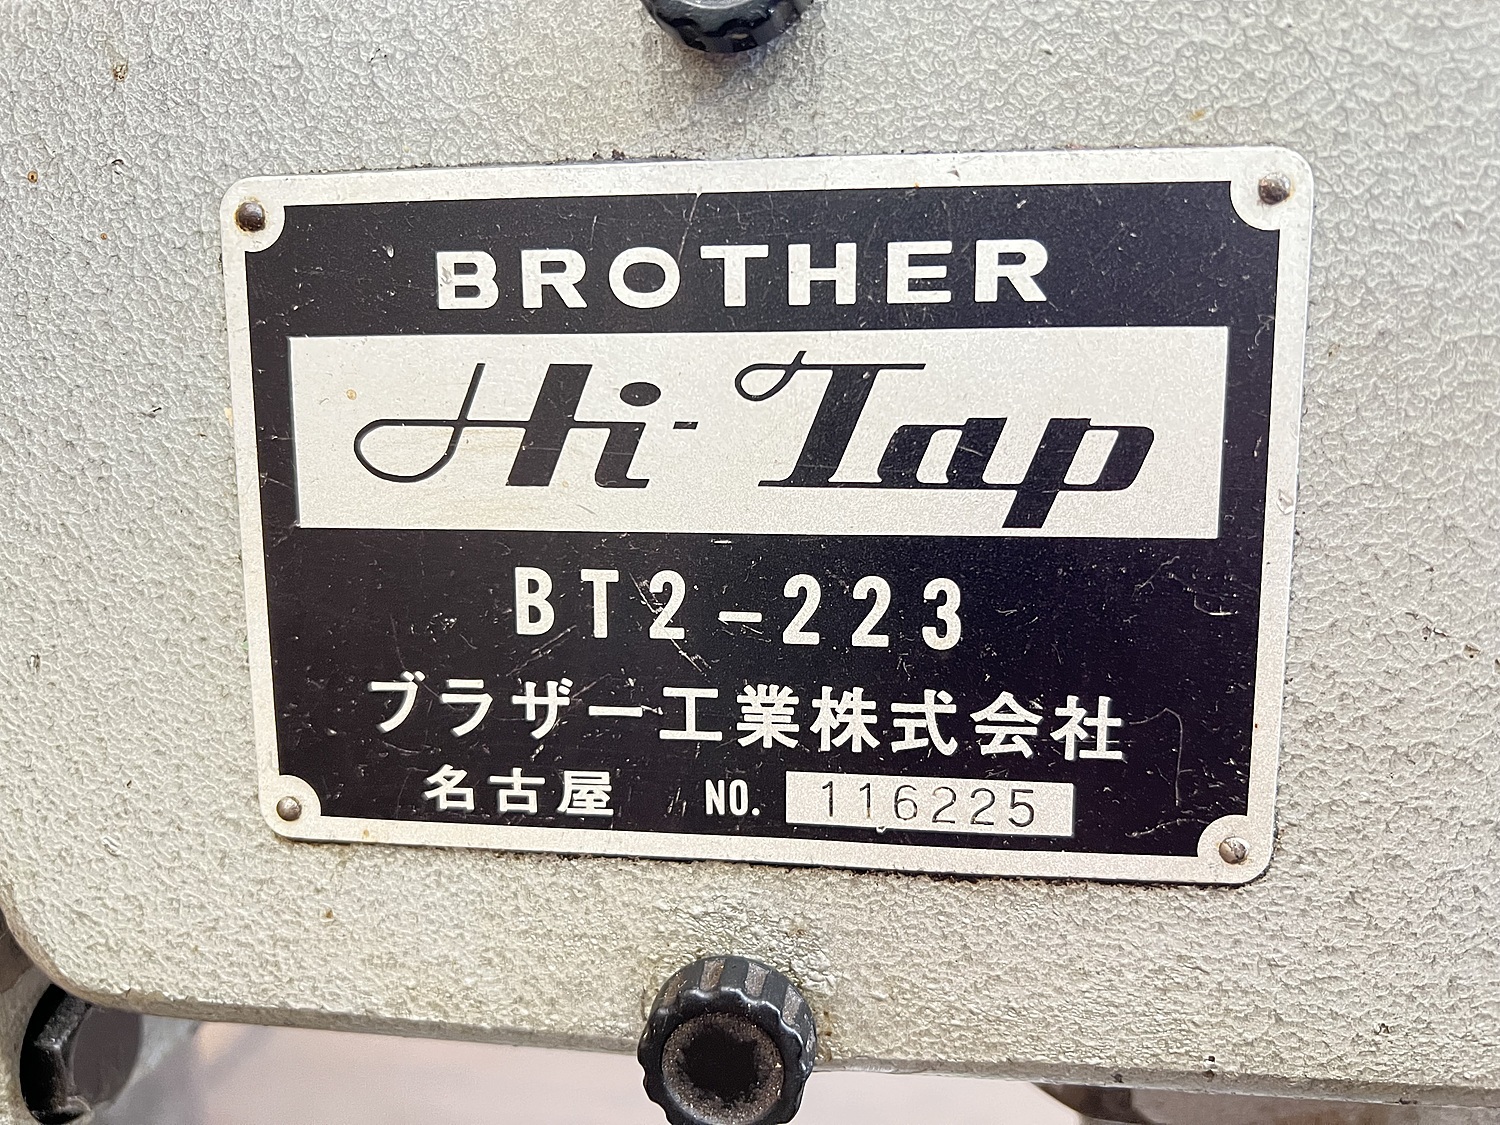 BROTHER
Hi-Tap
BT2-223
ブラザー工業株式会社
名古屋 NO. 116225